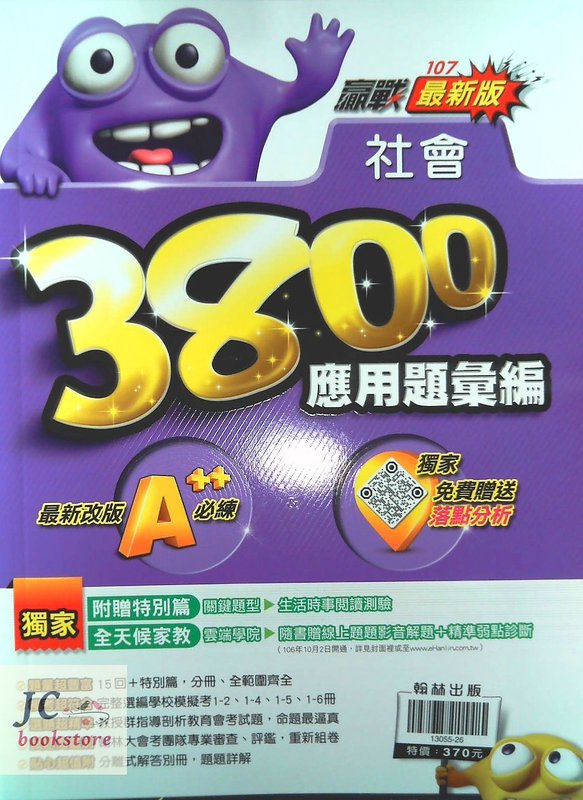 107
贏戰 最新版
社會
3800
應用題彙編
最新改版 A++ 必練
獨家
免費贈送
落點分析
獨家
附贈特別篇 關鍵題型 生活時事閱讀測驗
全天候家教 雲端學院 隨書贈線上題題影音解題+精準弱點診斷
(106年10月2日開通，詳見封面裡或至www.eHanlin.com.tw)
15回+特別篇，分冊、全範圍齊全
完整選編學校模擬考1-2、1-4、1-5、1-6冊
教授群指導剖析教育會考試題，命題最逼真
林大會考團隊專業審查、評鑑，重新組卷
分離式解答別冊，題題詳解
JC
bookstore
翰林出版
13055-26
特價：370元